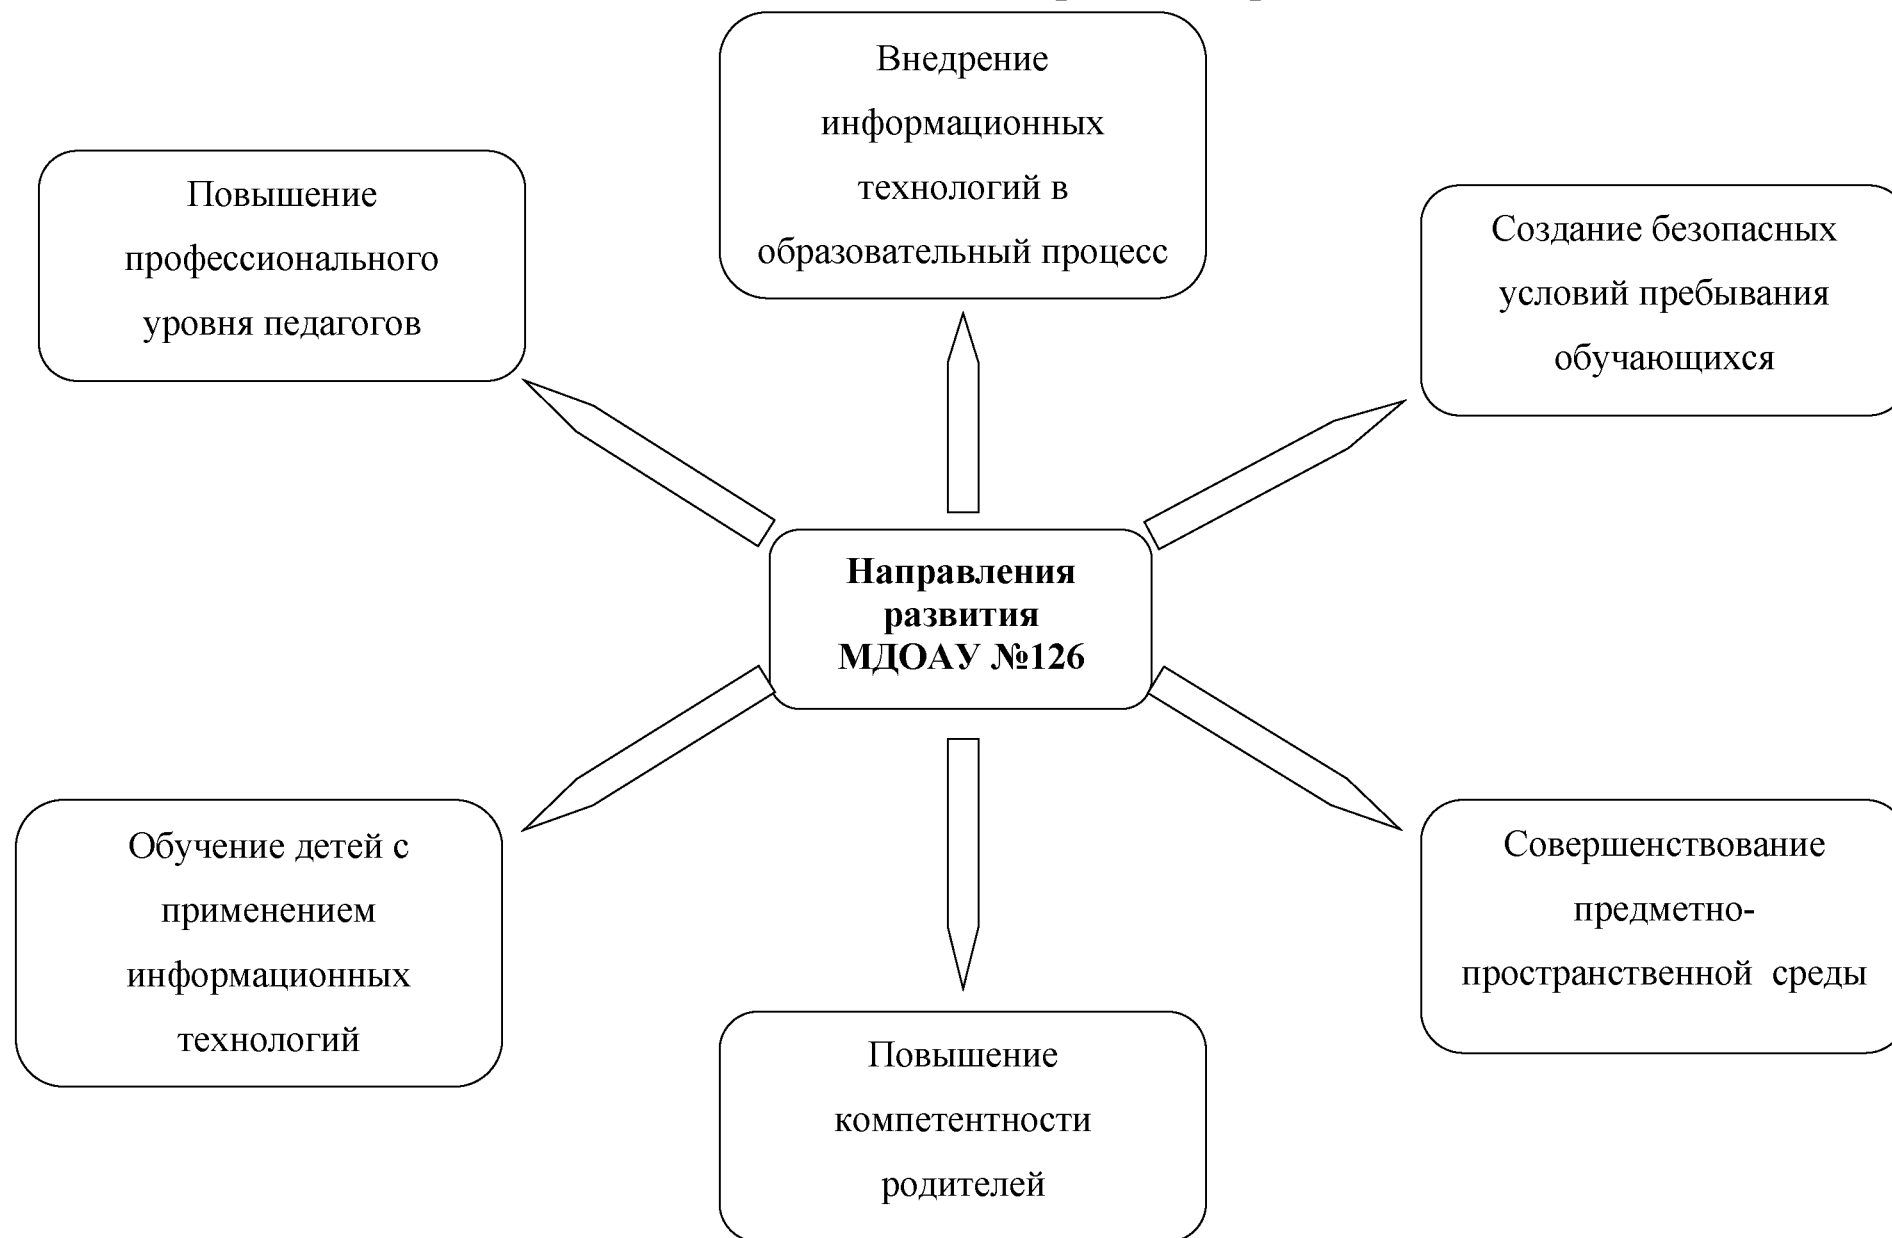 Внедрение
информационных
технологий в
образовательный процесс
Повышение
профессионального
уровня педагогов
Создание безопасных
условий пребывания
обучающихся
Направления
развития
МДОАУ №126
Обучение детей с
применением
информационных
технологий
Совершенствование
предметно-
пространственной среды
Повышение
компетентности
родителей